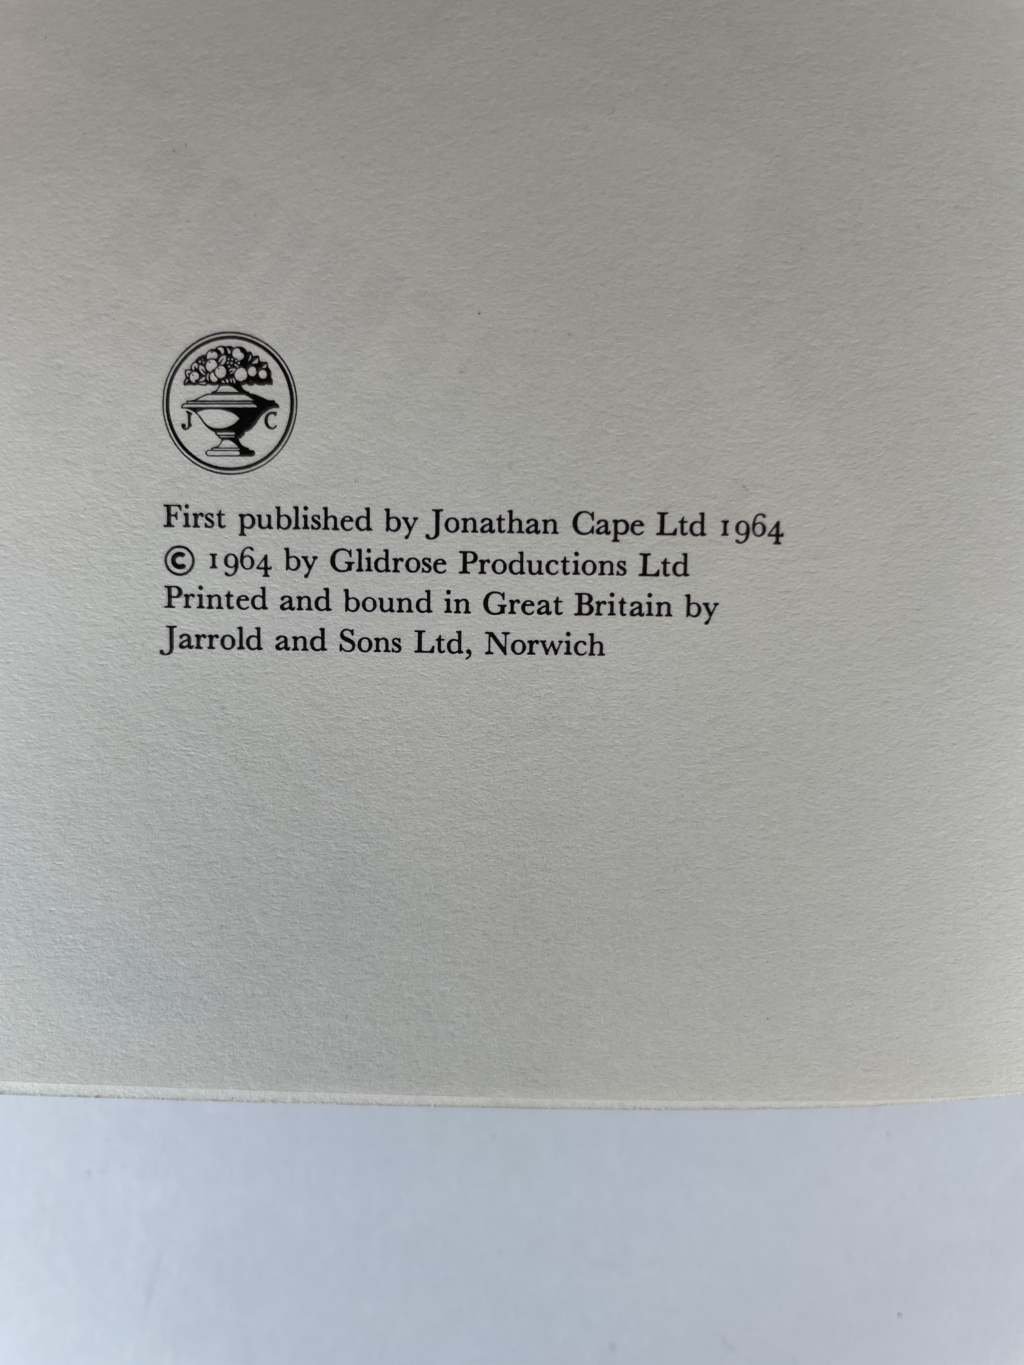 J C
First published by Jonathan Cape Ltd 1964
© 1964 by Glidrose Productions Ltd
Printed and bound in Great Britain by
Jarrold and Sons Ltd, Norwich